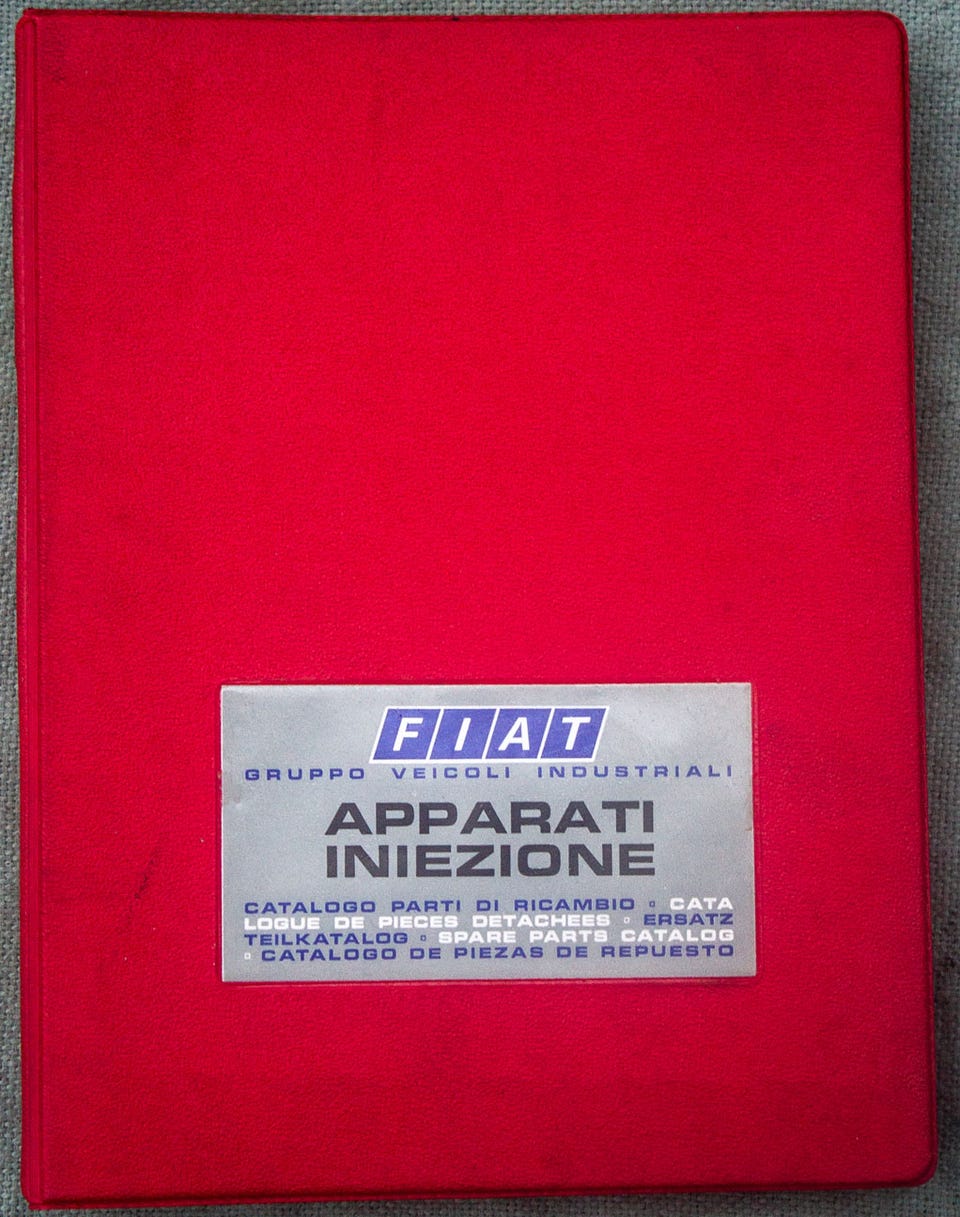 FIAT
GRUPPO VEICOLI INDUSTRIALI
APPARATI
INIEZIONE
CATALOGO PARTI DI RICAMBIO ▫ CATA
LOGUE DE PIECES DETACHEES ▫ ERSATZ
TEILKATALOG ▫ SPARE PARTS CATALOG
▫ CATALOGO DE PIEZAS DE REPUESTO